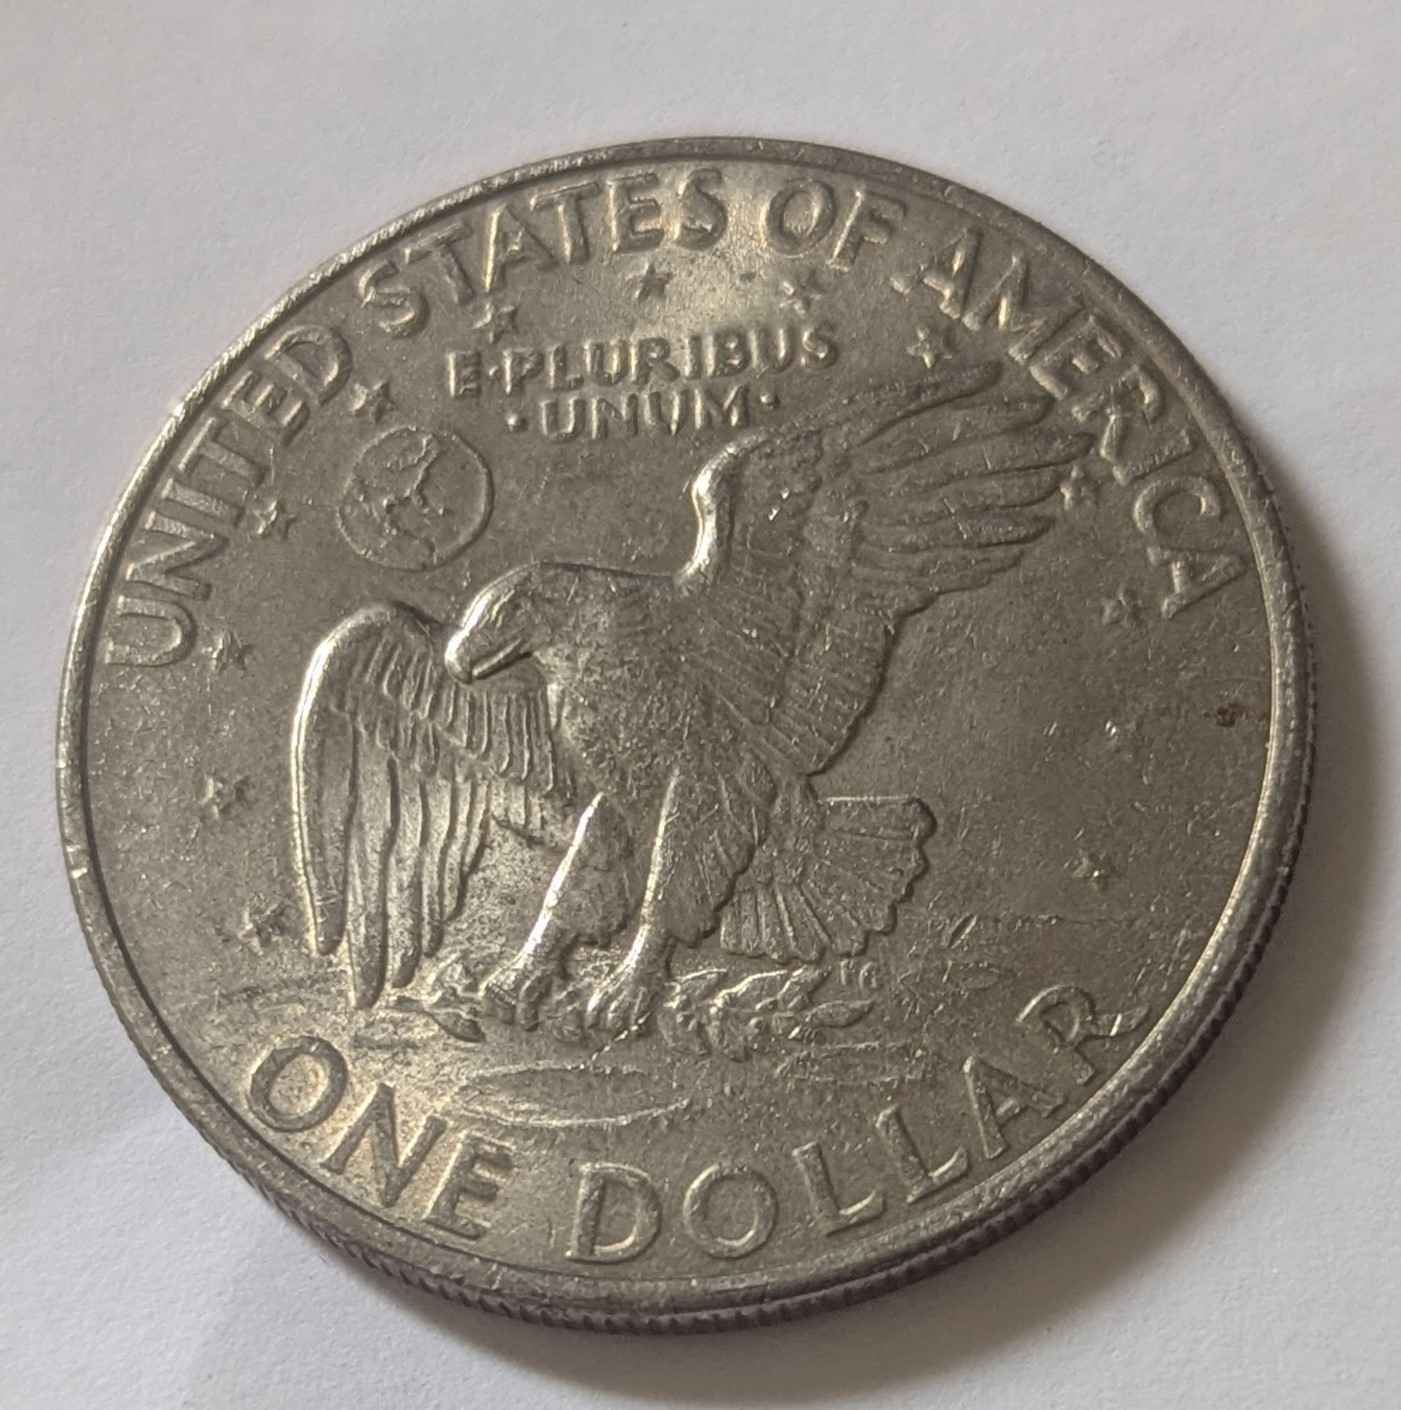 UNITED STATES OF AMERICA
E·PLURIBUS
·UNUM·
ONE DOLLAR